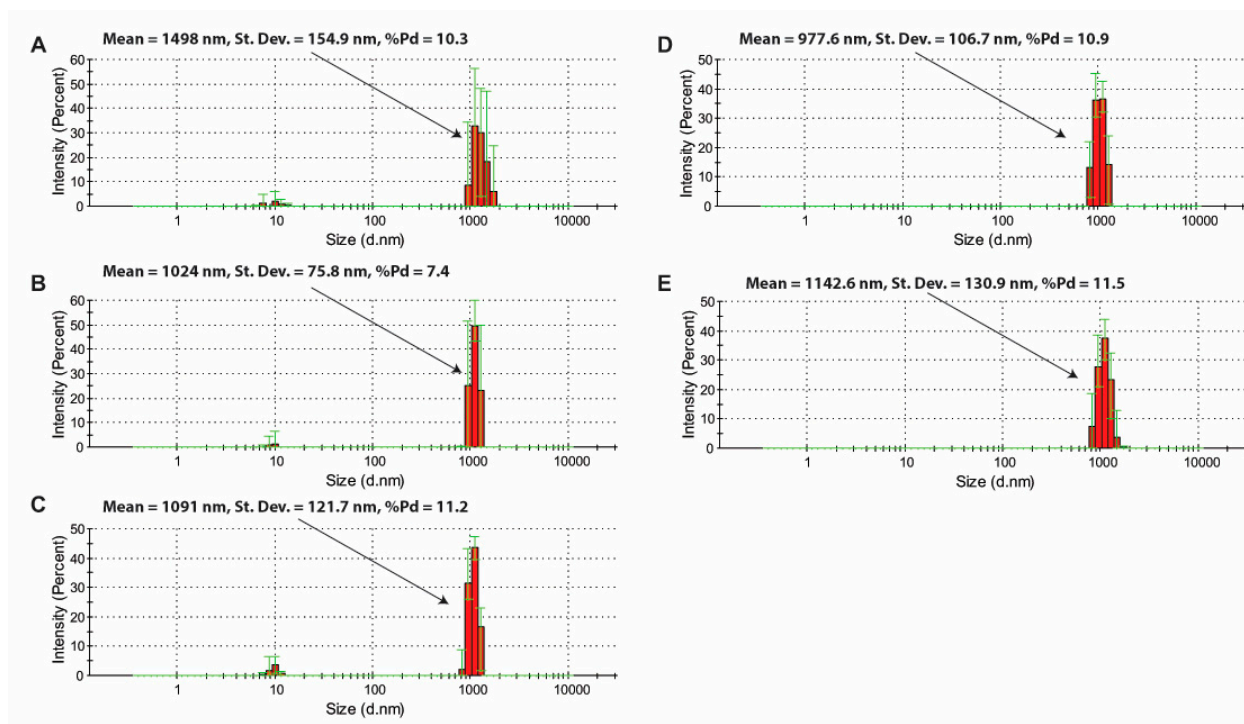 A
Mean = 1498 nm, St. Dev. = 154.9 nm, %Pd = 10.3
Intensity (Percent)
60
50
40
30
20
10
0
1 10 100 1000 10000
Size (d.nm)
B
Mean = 1024 nm, St. Dev. = 75.8 nm, %Pd = 7.4
Intensity (Percent)
60
50
40
30
20
10
0
1 10 100 1000 10000
Size (d.nm)
C
Mean = 1091 nm, St. Dev. = 121.7 nm, %Pd = 11.2
Intensity (Percent)
50
40
30
20
10
0
1 10 100 1000 10000
Size (d.nm)
D
Mean = 977.6 nm, St. Dev. = 106.7 nm, %Pd = 10.9
Intensity (Percent)
50
40
30
20
10
0
1 10 100 1000 10000
Size (d.nm)
E
Mean = 1142.6 nm, St. Dev. = 130.9 nm, %Pd = 11.5
Intensity (Percent)
50
40
30
20
10
0
1 10 100 1000 10000
Size (d.nm)